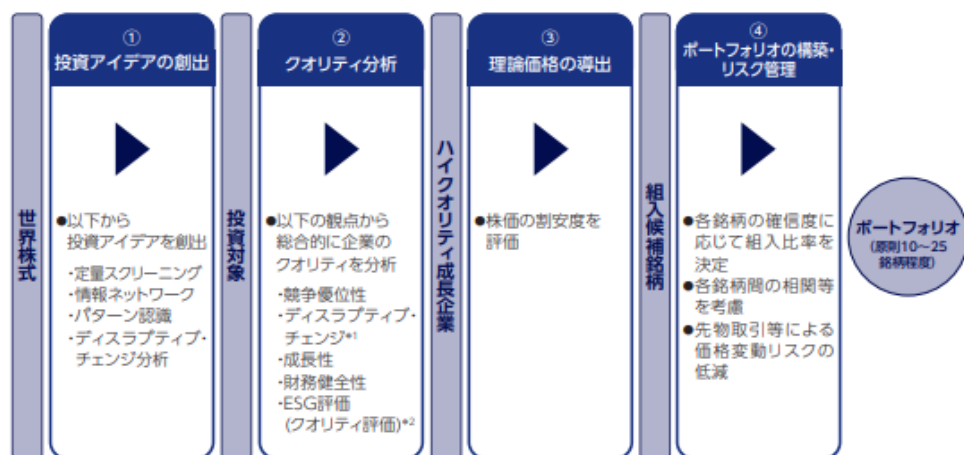 世界株式
①
投資アイデアの創出
●以下から
投資アイデアを創出
・定量スクリーニング
・情報ネットワーク
・パターン認識
・ディスラプティブ・
チェンジ分析
投資対象
②
クオリティ分析
●以下の観点から
総合的に企業の
クオリティを分析
・競争優位性
・ディスラプティブ・
チェンジ*1
・成長性
・財務健全性
・ESG評価
(クオリティ評価)*2
ハイクオリティ成長企業
③
理論価格の導出
●株価の割安度を
評価
組入候補銘柄
④
ポートフォリオの構築・
リスク管理
●各銘柄の確信度に
応じて組入比率を
決定
●各銘柄間の相関等
を考慮
●先物取引等による
価格変動リスクの
低減
ポートフォリオ
(原則10～25
銘柄程度)